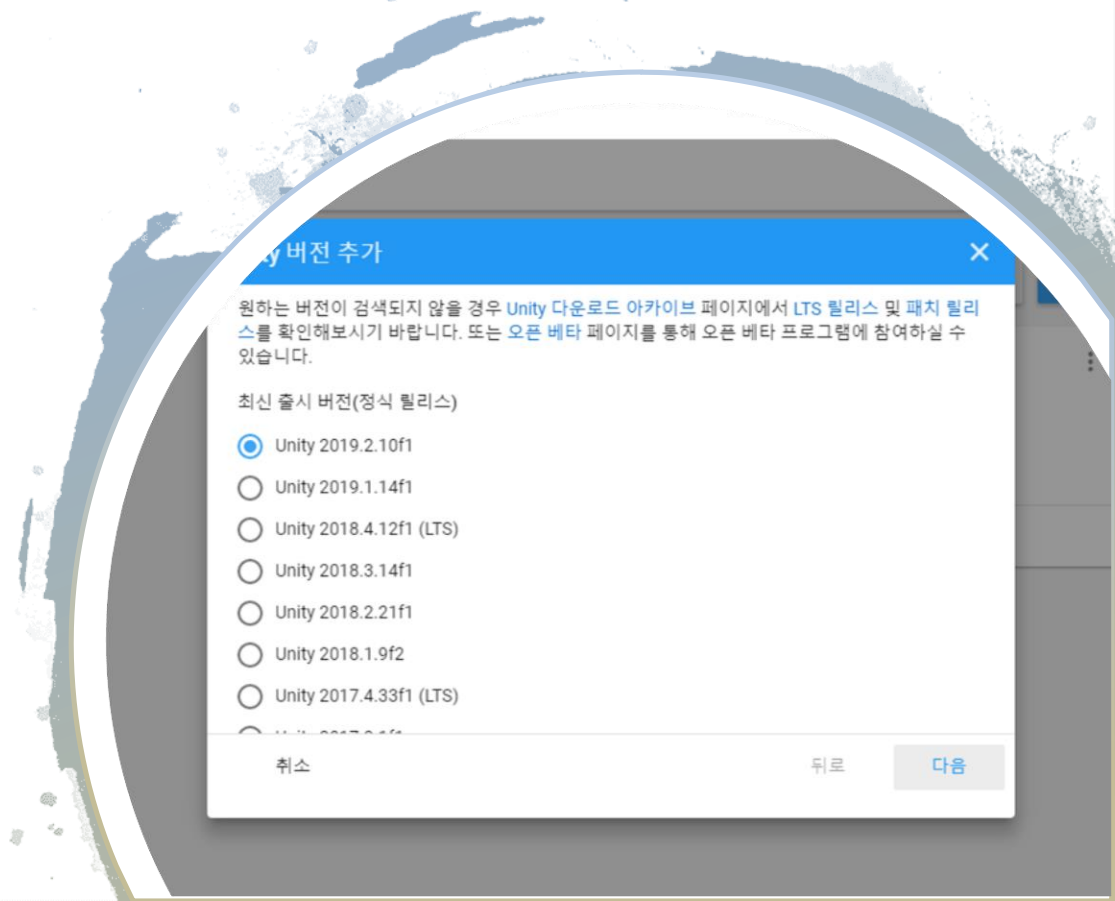 버전 추가
원하는 버전이 검색되지 않을 경우 Unity 다운로드 아카이브 페이지에서 LTS 릴리스 및 패치 릴리
스를 확인해보시기 바랍니다. 또는 오픈 베타 페이지를 통해 오픈 베타 프로그램에 참여하실 수
있습니다.
최신 출시 버전(정식 릴리스)
Unity 2019.2.10f1
Unity 2019.1.14f1
Unity 2018.4.12f1 (LTS)
Unity 2018.3.14f1
Unity 2018.2.21f1
Unity 2018.1.9f2
Unity 2017.4.33f1 (LTS)
취소
뒤로
다음